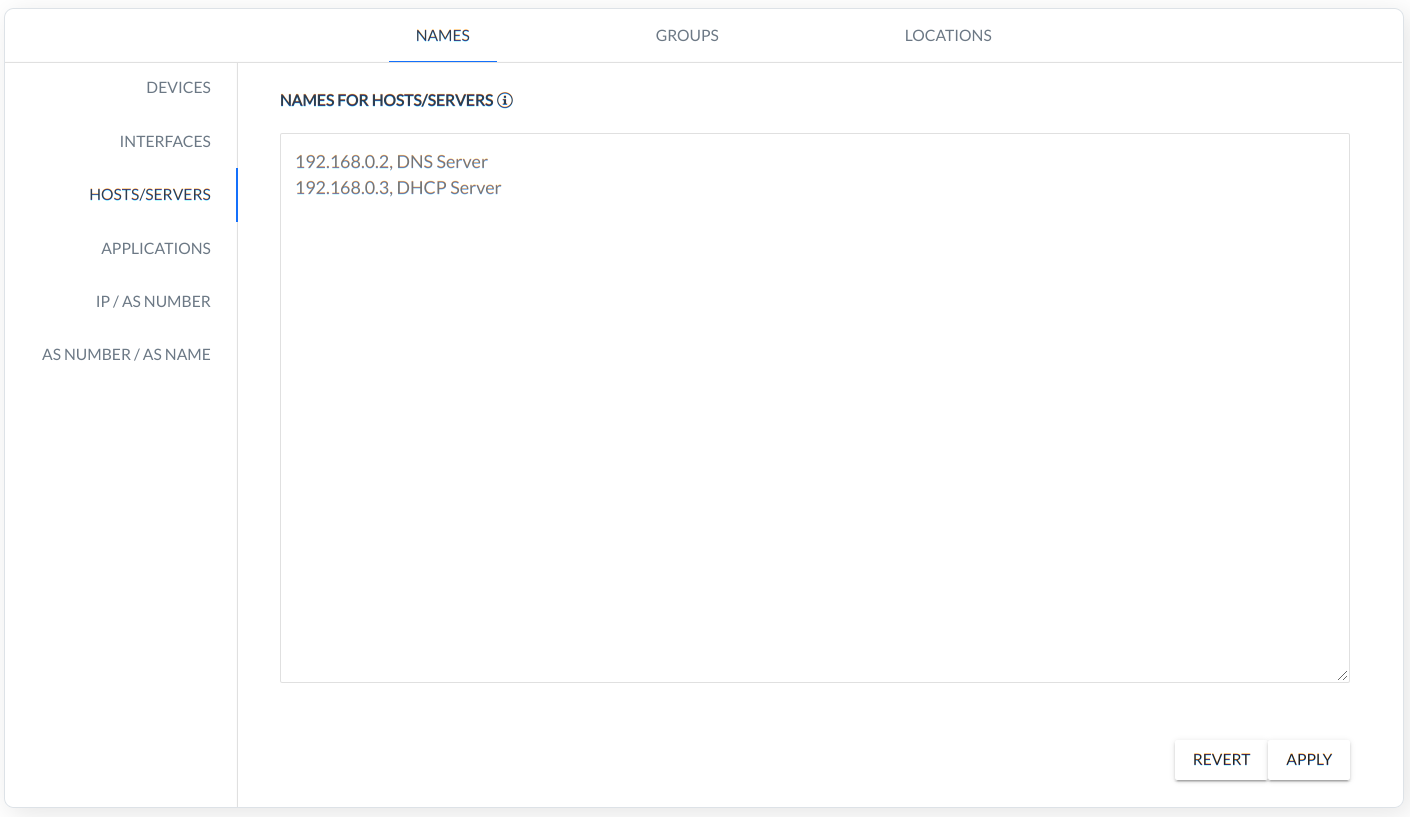 NAMES
GROUPS
LOCATIONS
DEVICES
INTERFACES
HOSTS/SERVERS
APPLICATIONS
IP / AS NUMBER
AS NUMBER / AS NAME
NAMES FOR HOSTS/SERVERS
192.168.0.2, DNS Server
192.168.0.3, DHCP Server
REVERT
APPLY